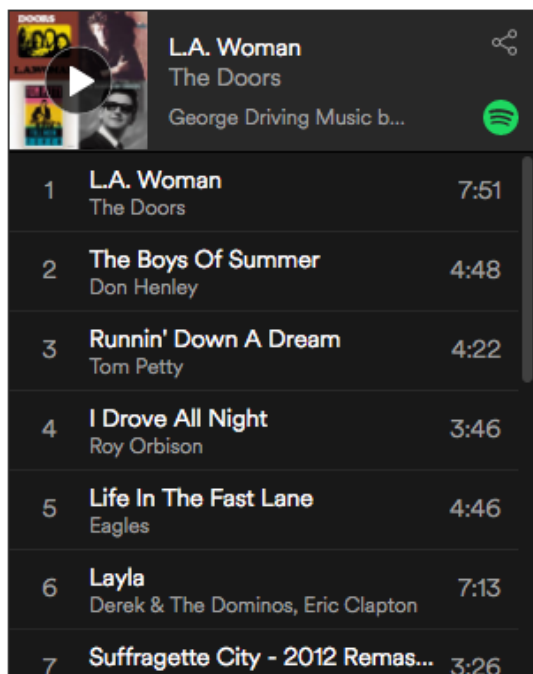 DOORS
L.A. WOMAN
L.A. Woman
The Doors
George Driving Music b...
1
L.A. Woman
7:51
The Doors
2
The Boys Of Summer
4:48
Don Henley
3
Runnin' Down A Dream
4:22
Tom Petty
4
I Drove All Night
3:46
Roy Orbison
5
Life In The Fast Lane
4:46
Eagles
6
Layla
7:13
Derek & The Dominos, Eric Clapton
7
Suffragette City - 2012 Remas...
3:26